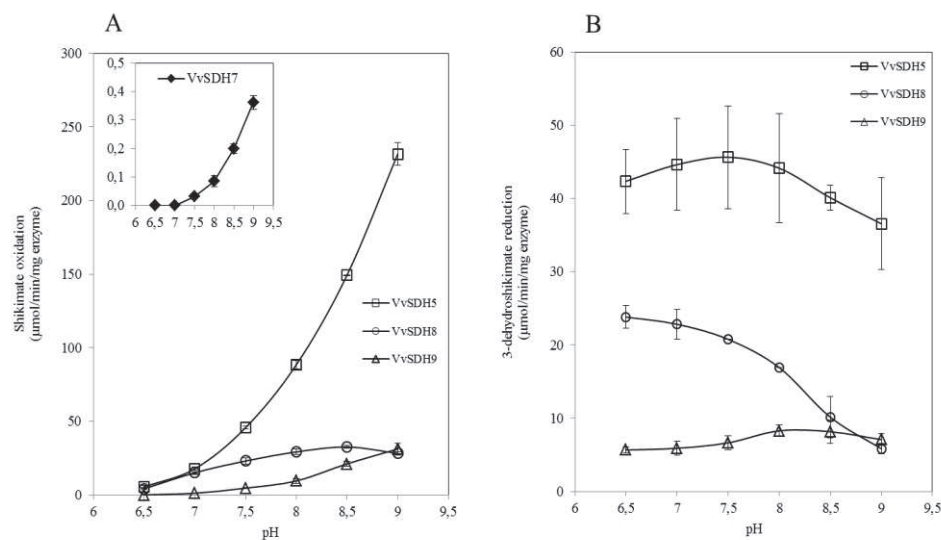 A
300
250
200
150
100
50
0
0,5
0,4
0,3
0,2
0,1
0,0
VvSDH7
6 6,5 7 7,5 8 8,5 9 9,5
Shikimate oxidation
(µmol/min/mg enzyme)
VvSDH5
VvSDH8
VvSDH9
6 6,5 7 7,5 8 8,5 9 9,5
pH
B
60
50
40
30
20
10
0
3-dehydroshikimate reduction
(µmol/min/mg enzyme)
VvSDH5
VvSDH8
VvSDH9
6 6,5 7 7,5 8 8,5 9 9,5
pH